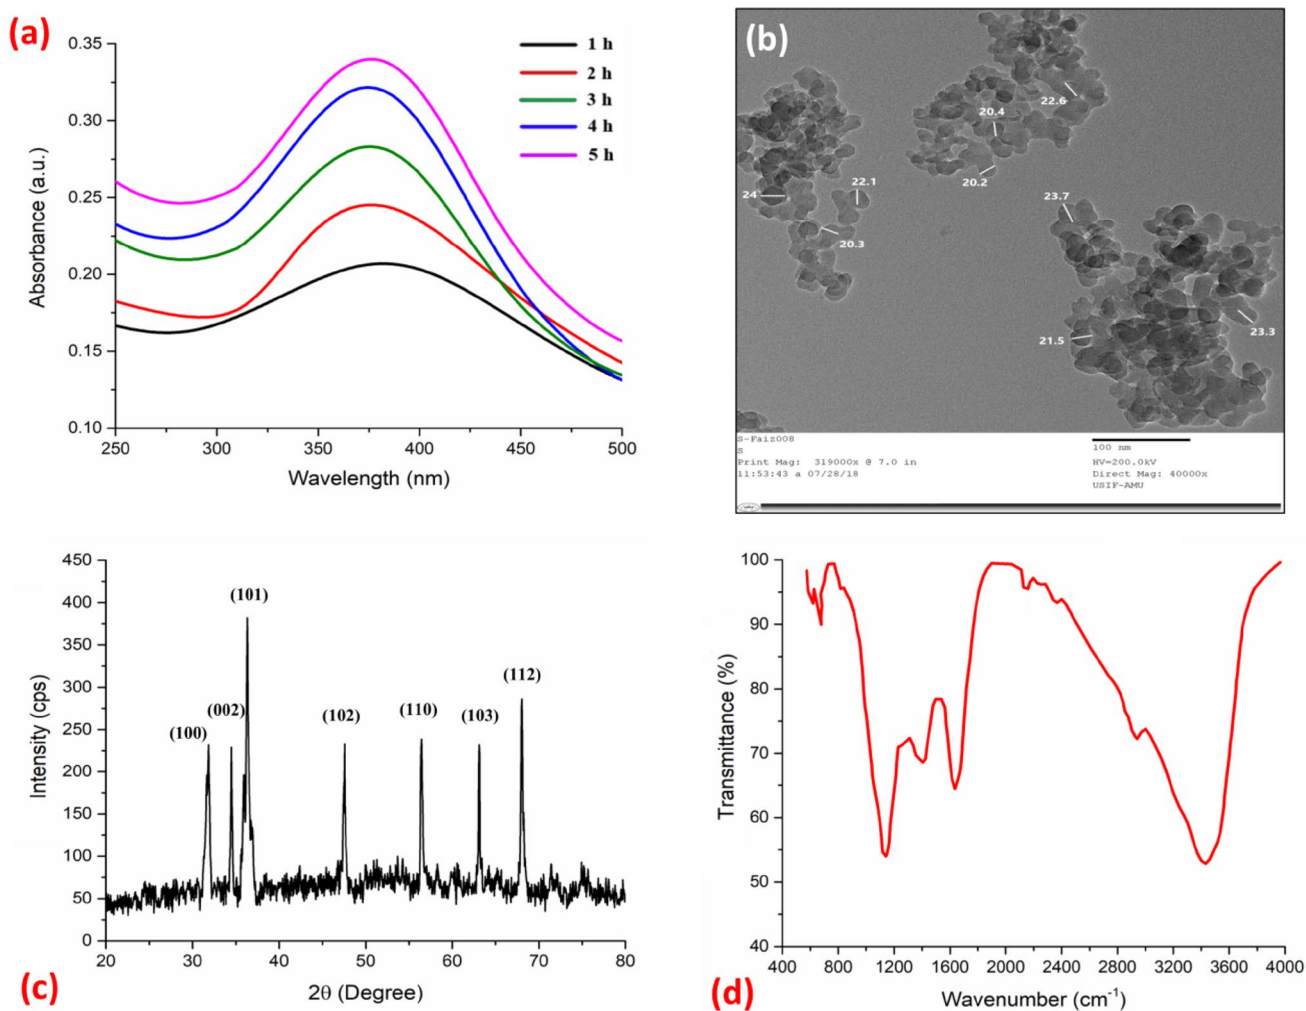 (a)
0.35
0.30
0.25
0.20
0.15
0.10
Absorbance (a.u.)
250 300 350 400 450 500
Wavelength (nm)
1 h
2 h
3 h
4 h
5 h
(b)
22.6
20.4
20.2
24
22.1
20.3
23.7
23.3
21.5
S-Faiz008
S
Print Mag: 319000x @ 7.0 in
11:53:43 a 07/28/18
100 nm
HV=200.0kV
Direct Mag: 40000x
USIF-AMU
(c)
450
400
350
300
250
200
150
100
50
0
Intensity (cps)
(100)
(002)
(101)
(102)
(110)
(103)
(112)
20 30 40 50 60 70 80
2θ (Degree)
(d)
100
90
80
70
60
50
40
Transmittance (%)
400 1200 1600 2000 2400 2800 3200 3600 4000
Wavenumber (cm⁻¹)